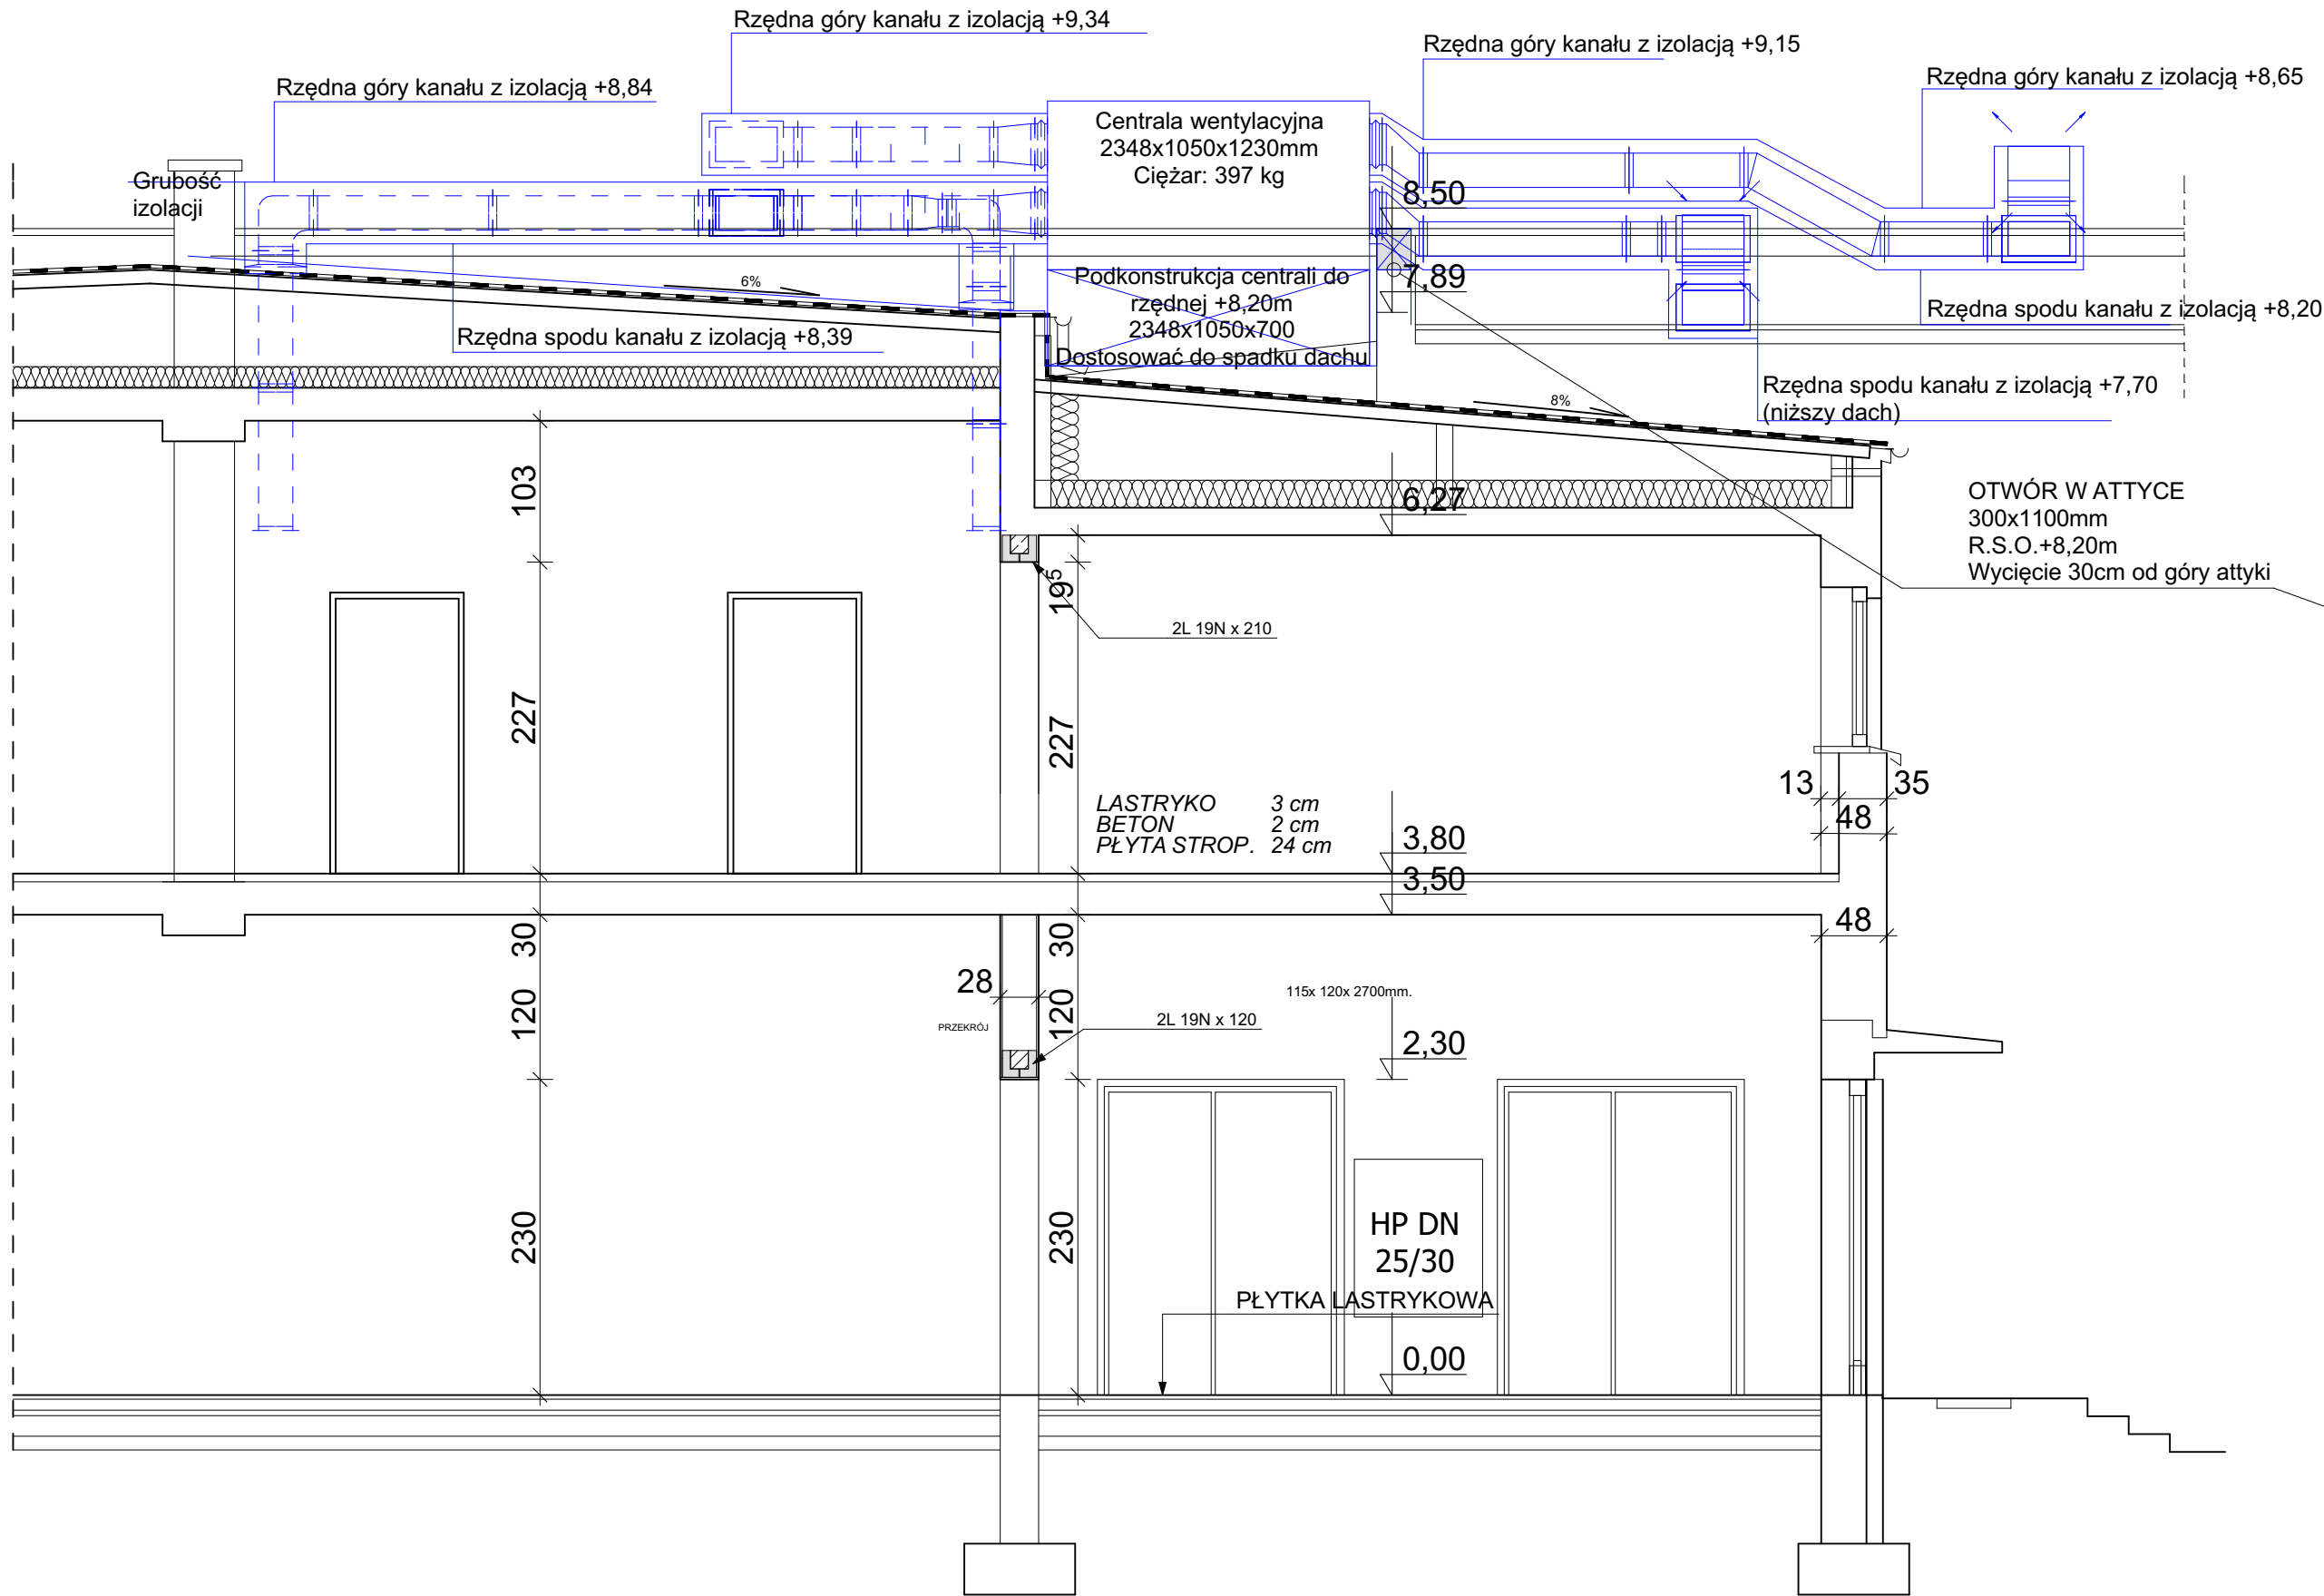 Rzędna góry kanału z izolacją +9,34
Rzędna góry kanału z izolacją +9,15
Rzędna góry kanału z izolacją +8,65
Rzędna góry kanału z izolacją +8,84
Centrala wentylacyjna
2348x1050x1230mm
Ciężar: 397 kg
Grubość
izolacji
8,50
7,89
6%
Podkonstrukcja centrali do
rzędnej +8,20m
2348x1050x700
Dostosować do spadku dachu
Rzędna spodu kanału z izolacją +8,20
Rzędna spodu kanału z izolacją +8,39
Rzędna spodu kanału z izolacją +7,70
(niższy dach)
8%
103
6,27
OTWÓR W ATTYCE
300x1100mm
R.S.O.+8,20m
Wycięcie 30cm od góry attyki
19⁵
2L 19N x 210
227
227
13
35
48
LASTRYKO 3 cm
BETON 2 cm
PŁYTA STROP. 24 cm
3,80
3,50
48
30
30
28
120
120
115x 120x 2700mm.
PRZEKRÓJ
2L 19N x 120
2,30
230
230
HP DN
25/30
PŁYTKA LASTRYKOWA
0,00